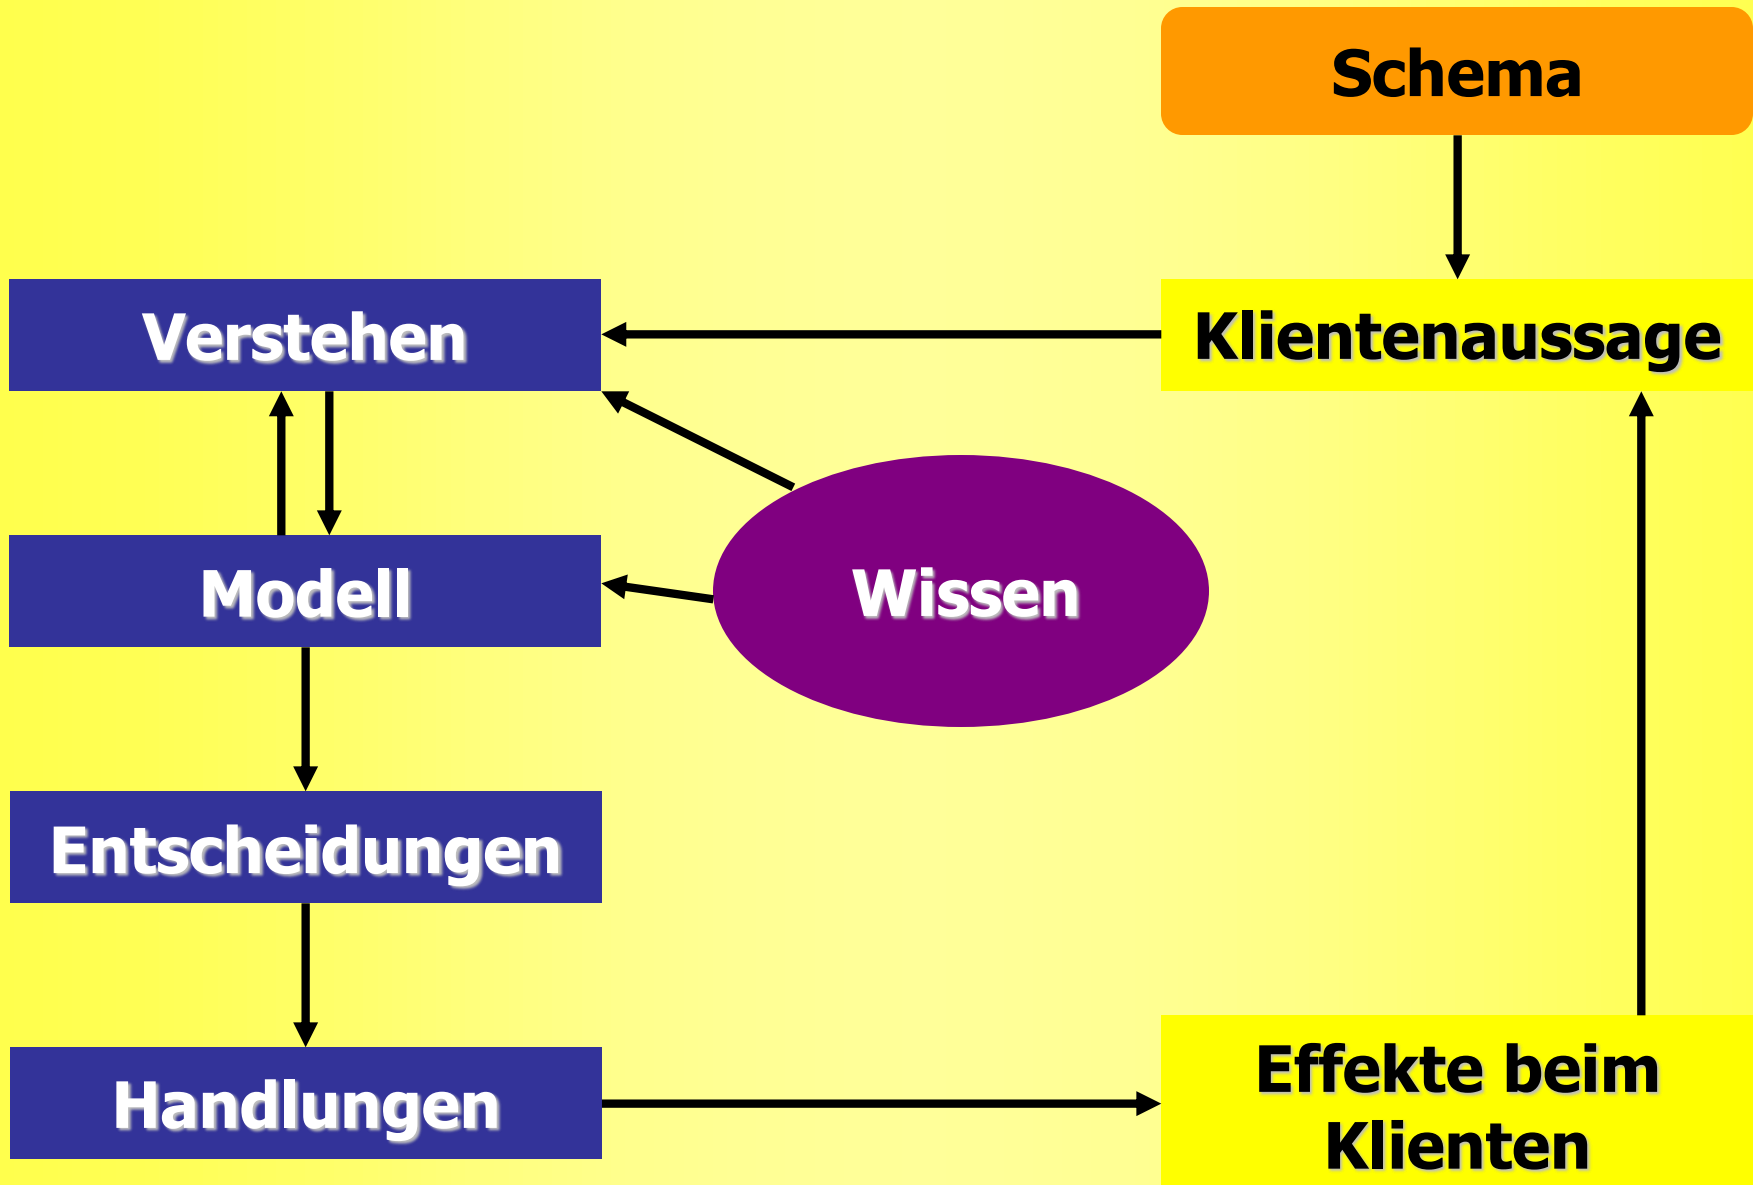 Schema
Verstehen
Klientenaussage
Modell
Wissen
Entscheidungen
Handlungen
Effekte beim
Klienten